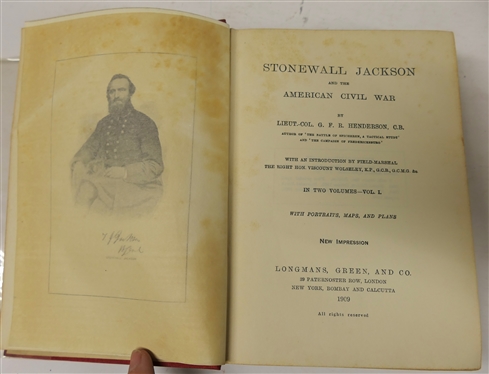 STONEWALL JACKSON
AND THE
AMERICAN CIVIL WAR
BY
LIEUT.-COL. G. F. R. HENDERSON, C.B.
AUTHOR OF "THE BATTLE OF SPICHEREN, A TACTICAL STUDY"
AND "THE CAMPAIGN OF FREDERICKSBURG"
WITH AN INTRODUCTION BY FIELD-MARSHAL
THE RIGHT HON. VISCOUNT WOLSELEY, K.P., G.C.B., G.C.M.G. &c
IN TWO VOLUMES—VOL. I.
WITH PORTRAITS, MAPS, AND PLANS
NEW IMPRESSION
LONGMANS, GREEN, AND CO.
39 PATERNOSTER ROW, LONDON
NEW YORK, BOMBAY AND CALCUTTA
1909
All rights reserved